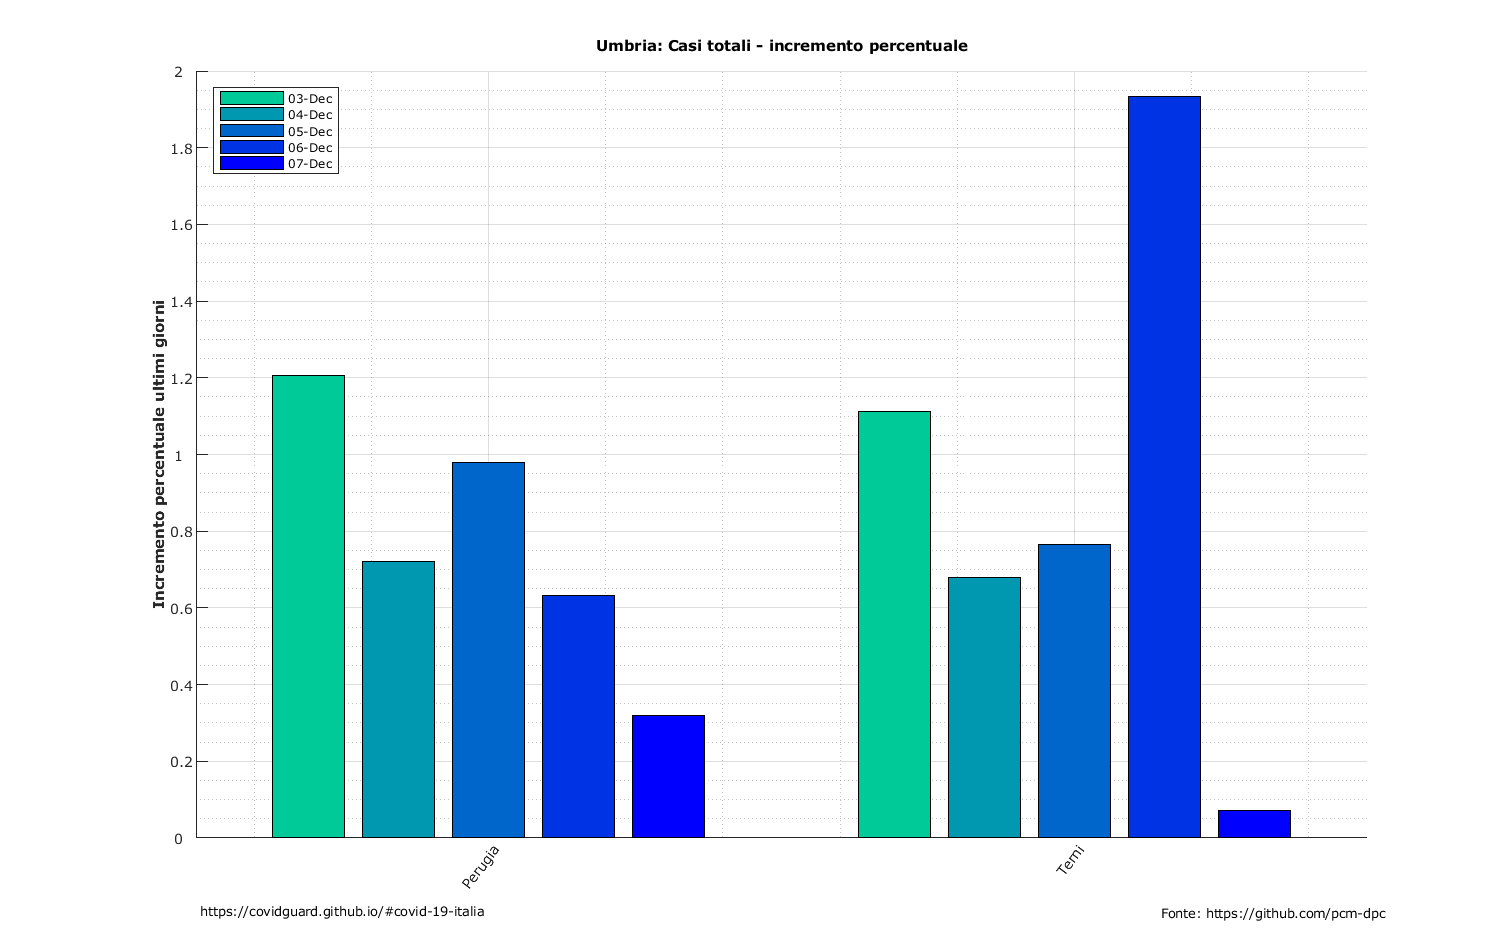 Umbria: Casi totali - incremento percentuale
03-Dec
04-Dec
05-Dec
06-Dec
07-Dec
Incremento percentuale ultimi giorni
2
1.8
1.6
1.4
1.2
1
0.8
0.6
0.4
0.2
0
Perugia
Terni
https://covidguard.github.io/#covid-19-italia
Fonte: https://github.com/pcm-dpc